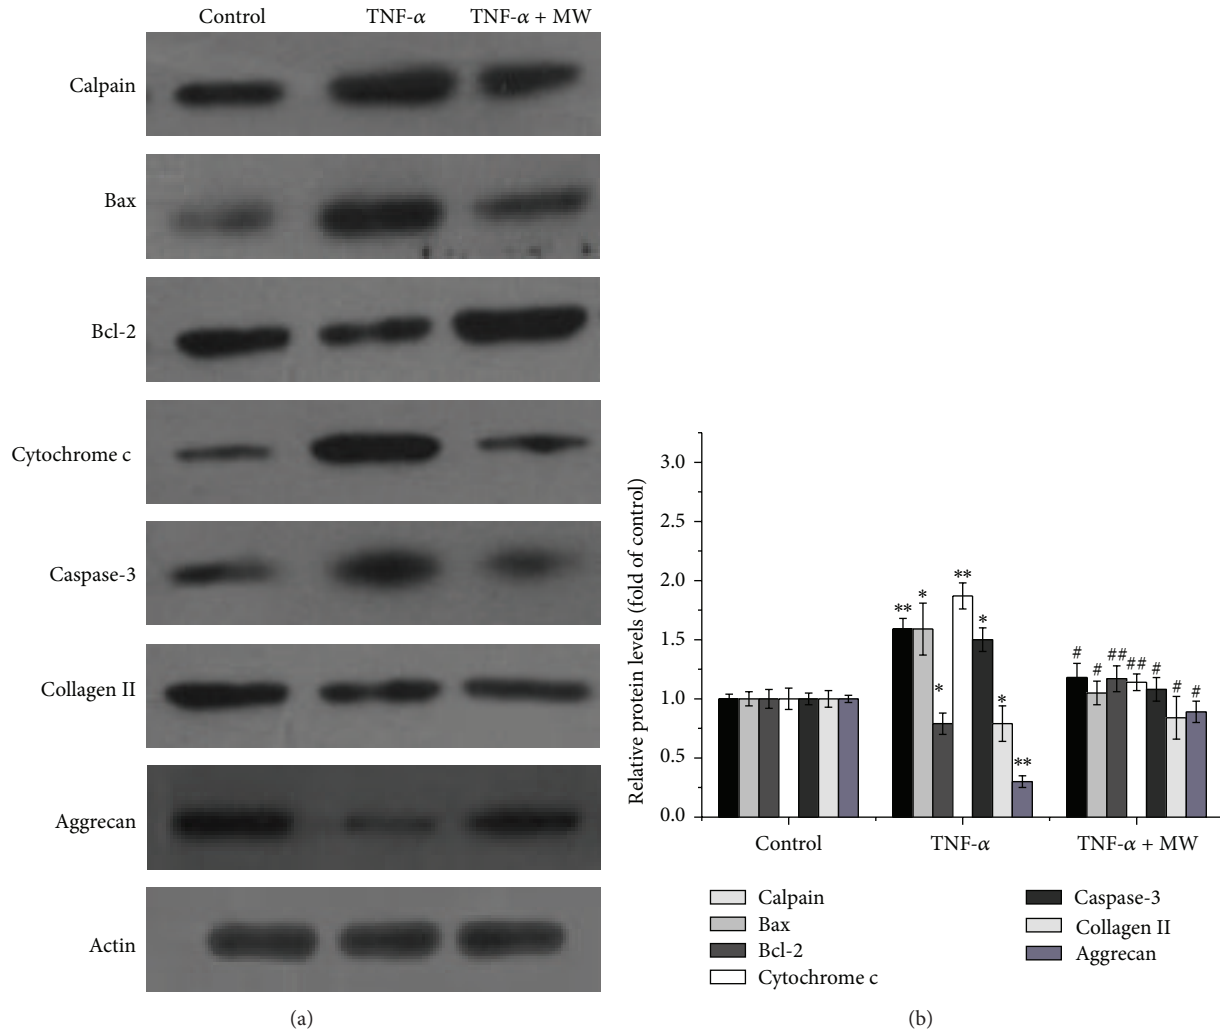 Control TNF-α TNF-α + MW
Calpain
Bax
Bcl-2
Cytochrome c
Caspase-3
Collagen II
Aggrecan
Actin
(a)
Relative protein levels (fold of control)
3.0
2.5
2.0
1.5
1.0
0.5
0.0
** * * ** * * **
# # ## ## # # #
Control TNF-α TNF-α + MW
Calpain
Bax
Bcl-2
Cytochrome c
Caspase-3
Collagen II
Aggrecan
(b)